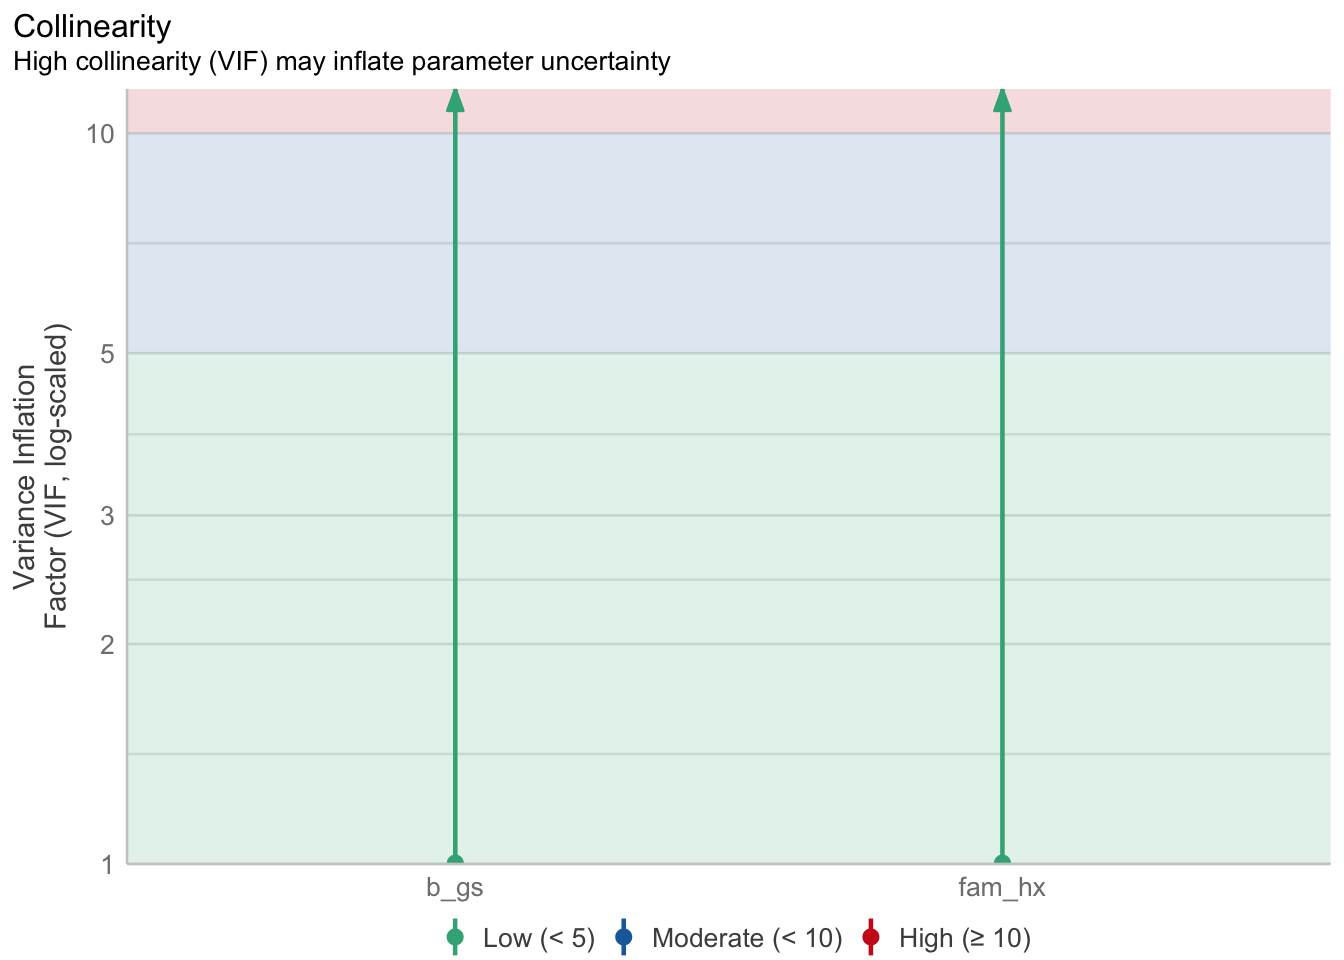 Collinearity
High collinearity (VIF) may inflate parameter uncertainty
Variance Inflation
Factor (VIF, log-scaled)
10
5
3
2
1
b_gs
fam_hx
Low (< 5)
Moderate (< 10)
High (≥ 10)